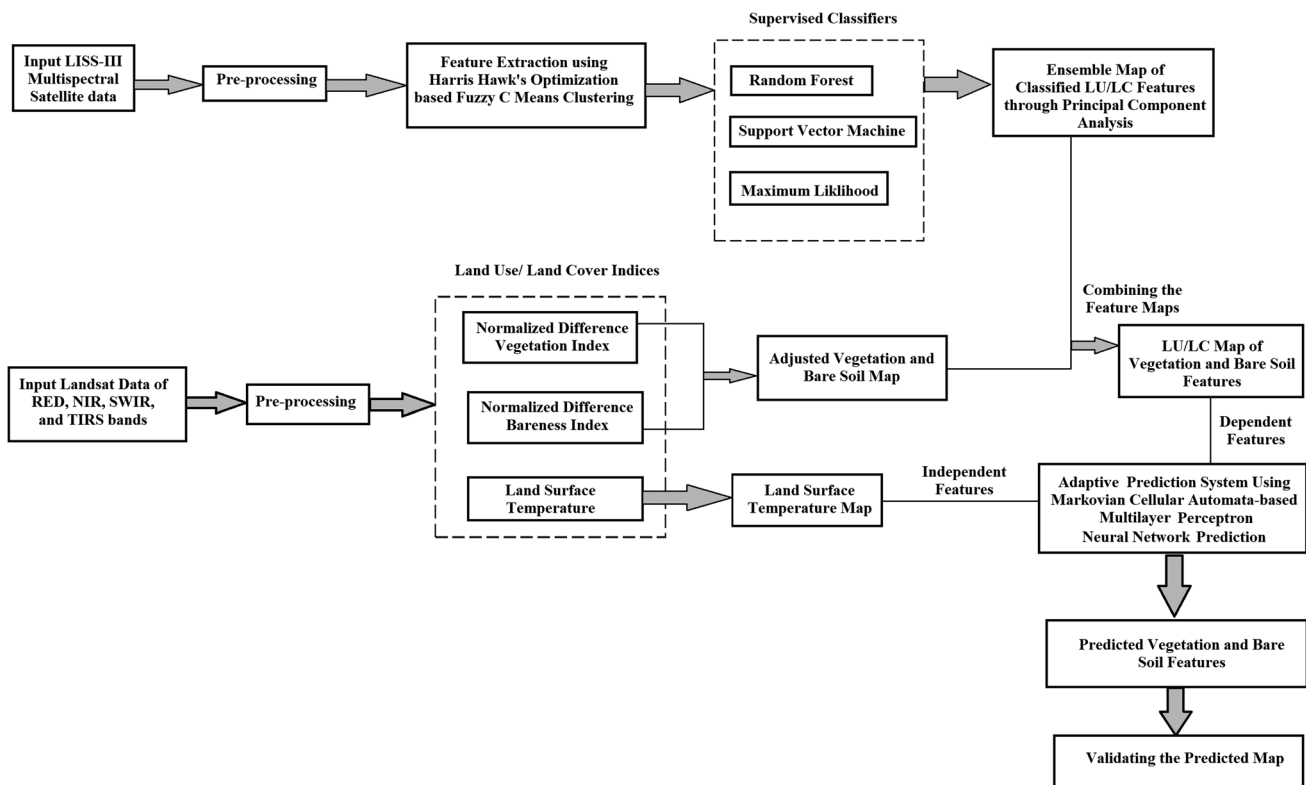 Supervised Classifiers
Input LISS-III
Multispectral
Satellite data
Pre-processing
Feature Extraction using
Harris Hawk's Optimization
based Fuzzy C Means Clustering
Random Forest
Support Vector Machine
Maximum Liklihood
Ensemble Map of
Classified LU/LC Features
through Principal Component
Analysis
Land Use/ Land Cover Indices
Input Landsat Data of
RED, NIR, SWIR,
and TIRS bands
Pre-processing
Normalized Difference
Vegetation Index
Normalized Difference
Bareness Index
Land Surface
Temperature
Adjusted Vegetation and
Bare Soil Map
Land Surface
Temperature Map
Combining the
Feature Maps
LU/LC Map of
Vegetation and Bare Soil
Features
Dependent
Features
Independent
Features
Adaptive Prediction System Using
Markovian Cellular Automata-based
Multilayer Perceptron
Neural Network Prediction
Predicted Vegetation and Bare
Soil Features
Validating the Predicted Map